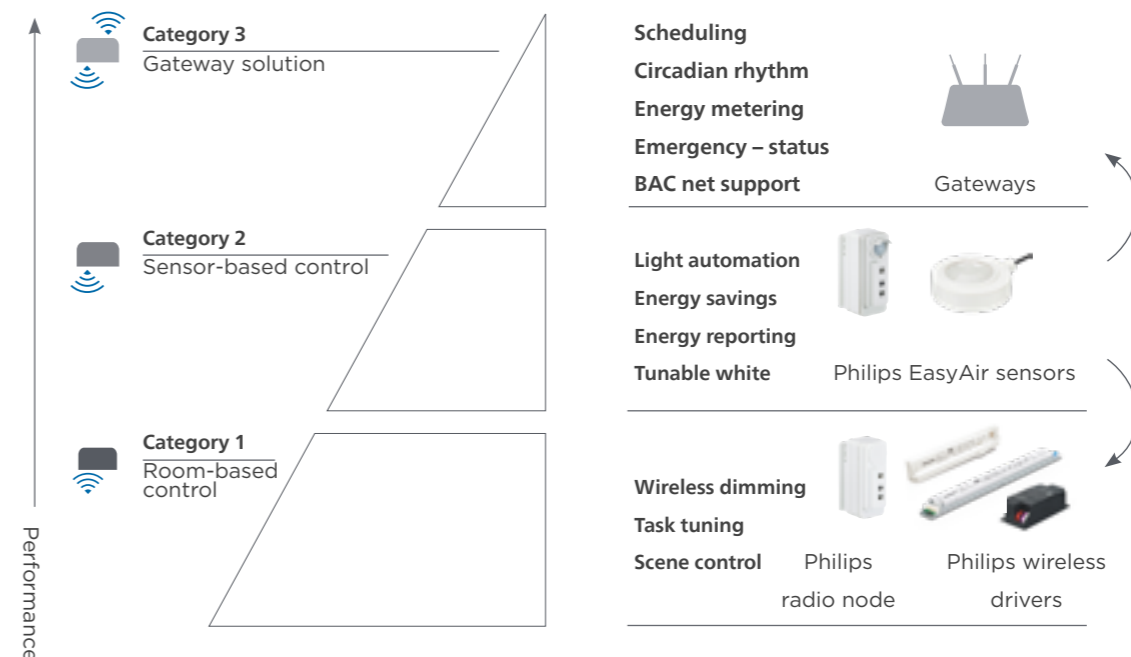 Category 3
Gateway solution
Scheduling
Circadian rhythm
Energy metering
Emergency – status
BAC net support
Gateways
Category 2
Sensor-based control
Light automation
Energy savings
Energy reporting
Tunable white
Philips EasyAir sensors
Category 1
Room-based
control
Wireless dimming
Task tuning
Scene control
Philips
radio node
Philips wireless
drivers
Performance